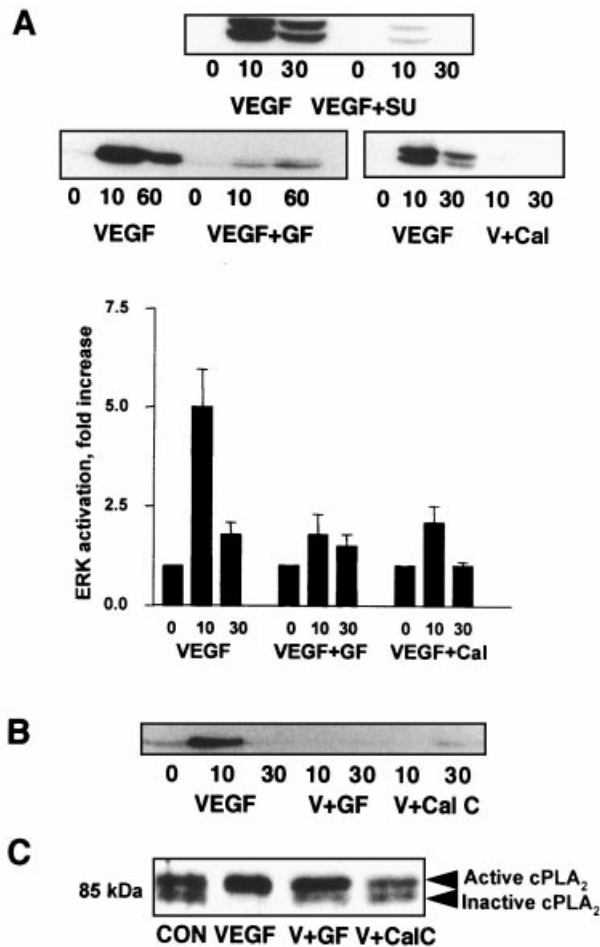 A
0 10 30 0 10 30
VEGF VEGF+SU
0 10 60 0 10 60
VEGF VEGF+GF
0 10 30 10 30
VEGF V+Cal
ERK activation, fold increase
7.5
5.0
2.5
0.0
0 10 30 0 10 30 0 10 30
VEGF VEGF+GF VEGF+Cal
B
0 10 30 10 30 10 30
VEGF V+GF V+Cal C
C
85 kDa
Active cPLA₂
Inactive cPLA₂
CON VEGF V+GF V+CalC